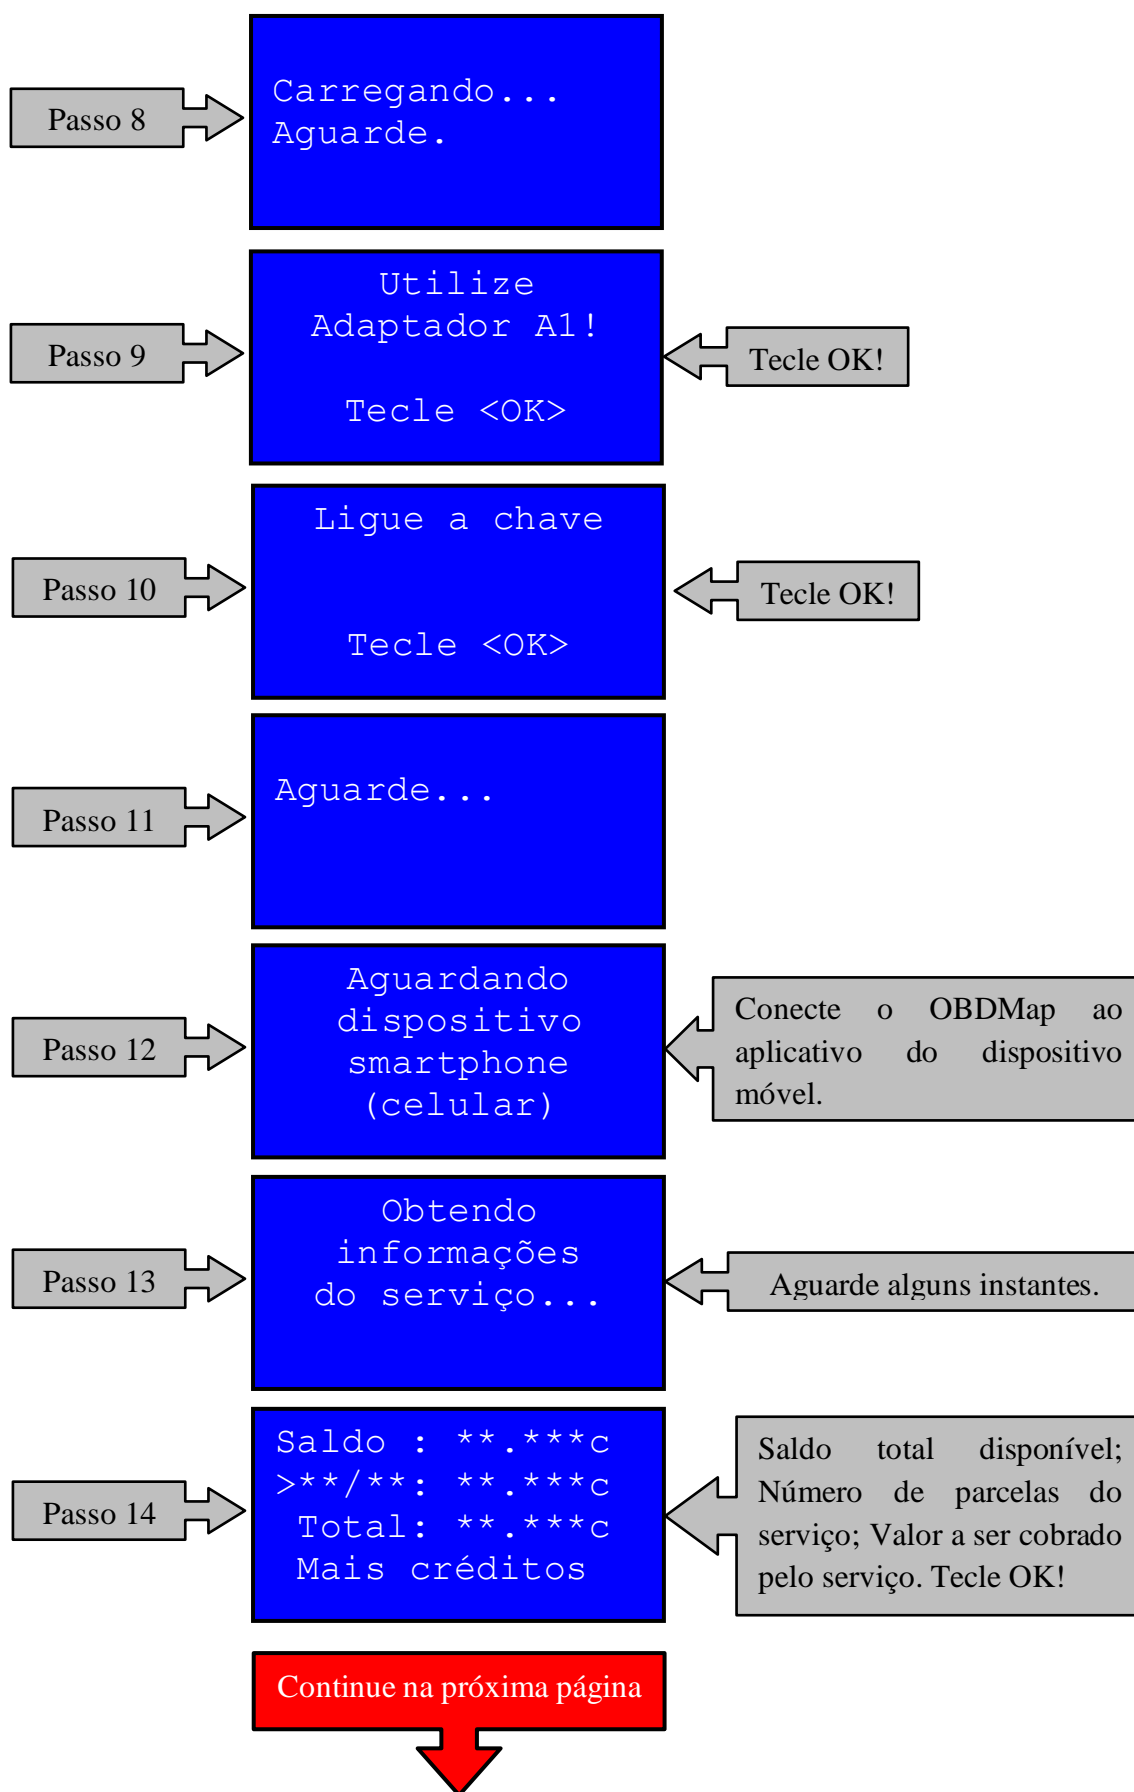 Passo 8
Carregando...
Aguarde.
Passo 9
Utilize
Adaptador A1!
Tecle <OK>
Tecle OK!
Passo 10
Ligue a chave
Tecle <OK>
Tecle OK!
Passo 11
Aguarde...
Passo 12
Aguardando
dispositivo
smartphone
(celular)
Conecte o OBDMap ao
aplicativo do dispositivo
móvel.
Passo 13
Obtendo
informações
do serviço...
Aguarde alguns instantes.
Passo 14
Saldo : **.***c
>**/**: **.***c
Total: **.***c
Mais créditos
Saldo total disponível;
Número de parcelas do
serviço; Valor a ser cobrado
pelo serviço. Tecle OK!
Continue na próxima página